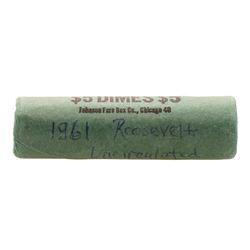 $5 DIMES $5
Johnson Fare Box Co., Chicago 40
1961 Roosevelt
Uncirculated